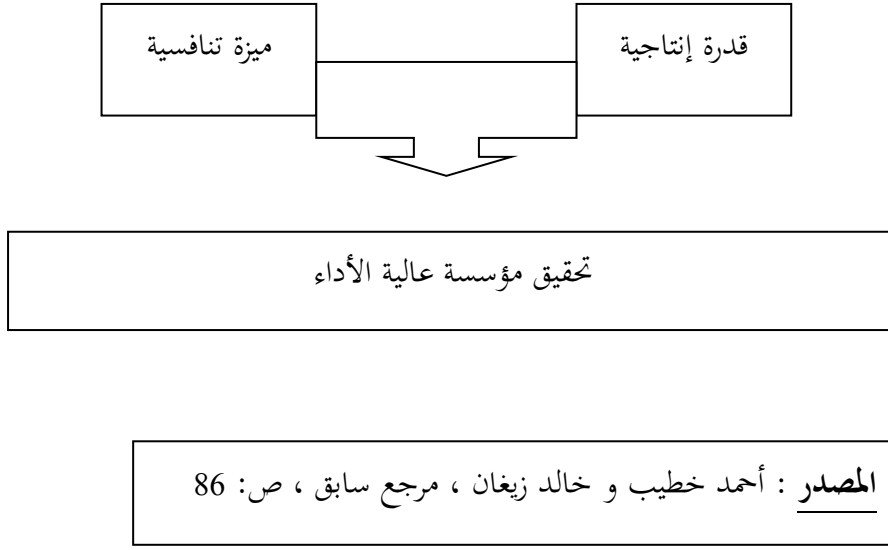 قدرة إنتاجية
ميزة تنافسية
تحقيق مؤسسة عالية الأداء
المصدر : أحمد خطيب و خالد زيغان ، مرجع سابق ، ص: 86